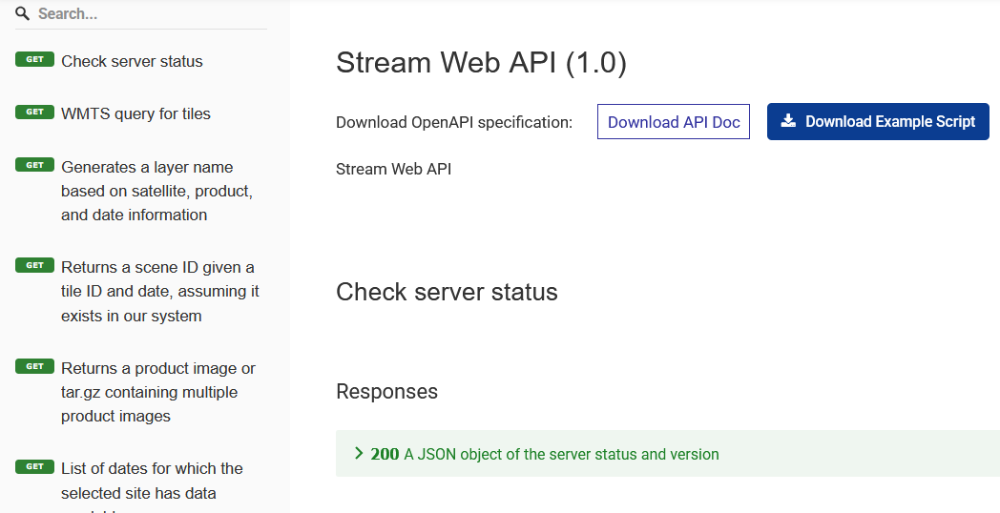 Search...
GET Check server status
GET WMTS query for tiles
GET Generates a layer name
based on satellite, product,
and date information
GET Returns a scene ID given a
tile ID and date, assuming it
exists in our system
GET Returns a product image or
tar.gz containing multiple
product images
GET List of dates for which the
selected site has data
Stream Web API (1.0)
Download OpenAPI specification: Download API Doc Download Example Script
Stream Web API
Check server status
Responses
200 A JSON object of the server status and version